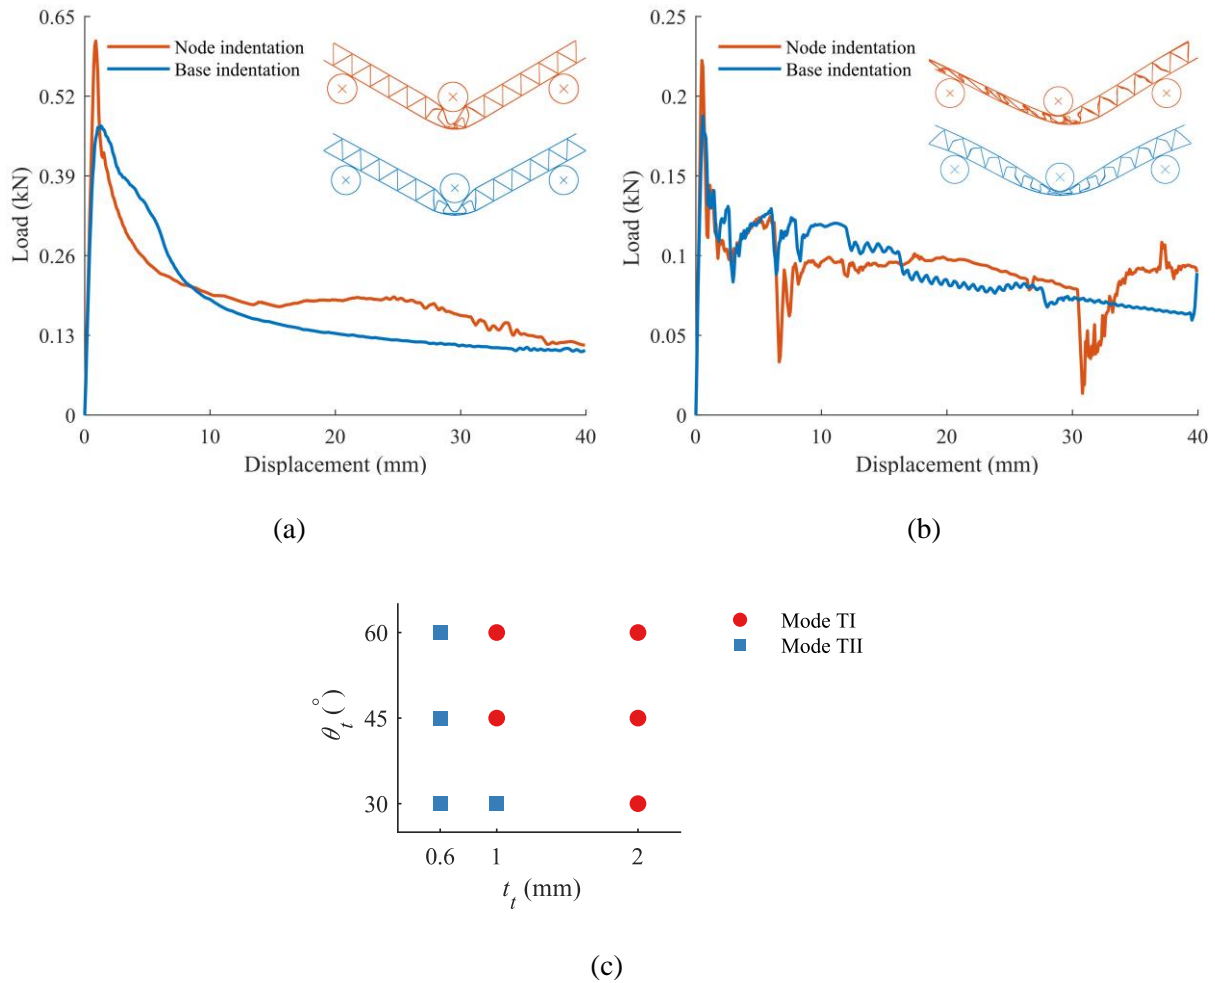 0.65
0.52
0.39
0.26
0.13
0
Load (kN)
Node indentation
Base indentation
0 10 20 30 40
Displacement (mm)
(a)
0.25
0.2
0.15
0.1
0.05
0
Load (kN)
Node indentation
Base indentation
0 10 20 30 40
Displacement (mm)
(b)
60
45
30
θt (°)
0.6 1 2
tt (mm)
Mode TI
Mode TII
(c)